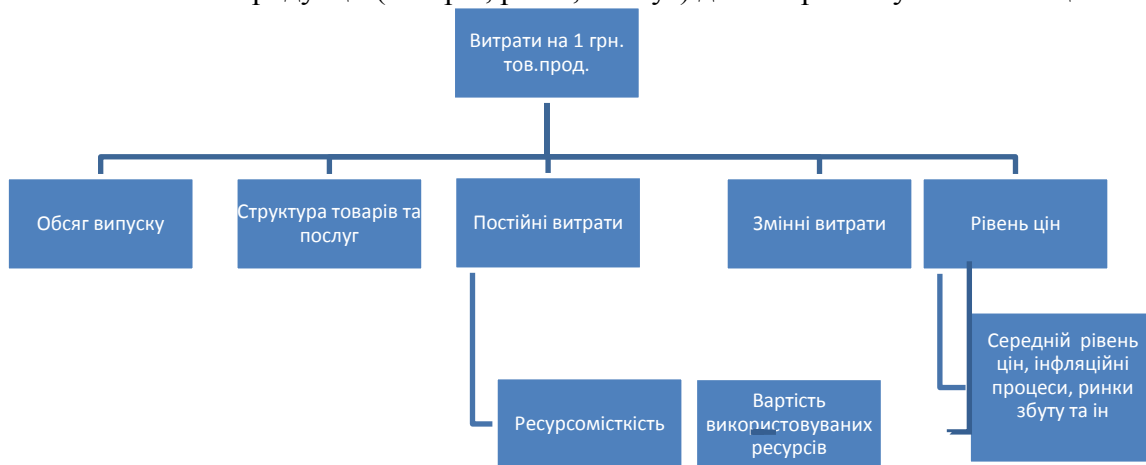 Витрати на 1 грн.
тов.прод.
Обсяг випуску
Структура товарів та
послуг
Постійні витрати
Змінні витрати
Рівень цін
Ресурсомісткість
Вартість
використовуваних
ресурсів
Середній рівень
цін, інфляційні
процеси, ринки
збуту та ін